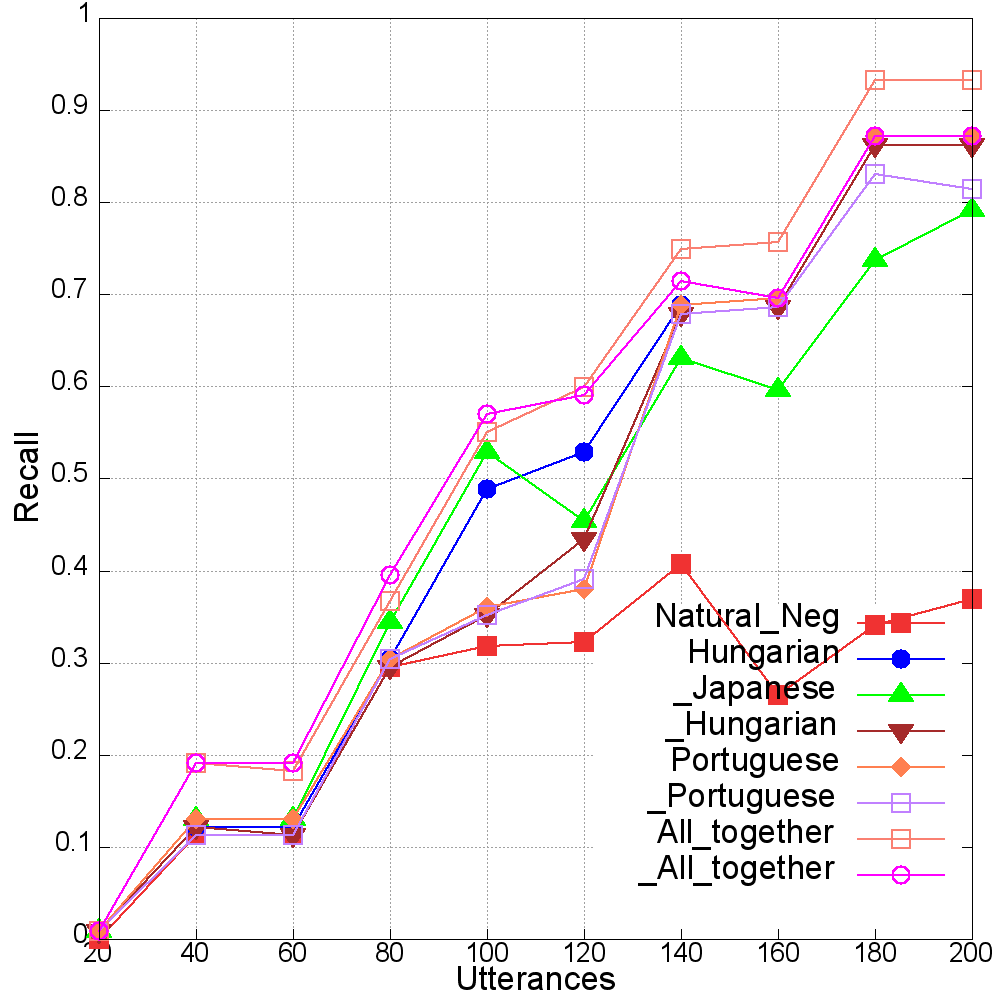 1
0.9
0.8
0.7
0.6
0.5
0.4
0.3
0.2
0.1
0
Recall
Natural_Neg
Hungarian
_Japanese
_Hungarian
Portuguese
_Portuguese
All_together
_All_together
20 40 60 80 100 120 140 160 180 200
Utterances